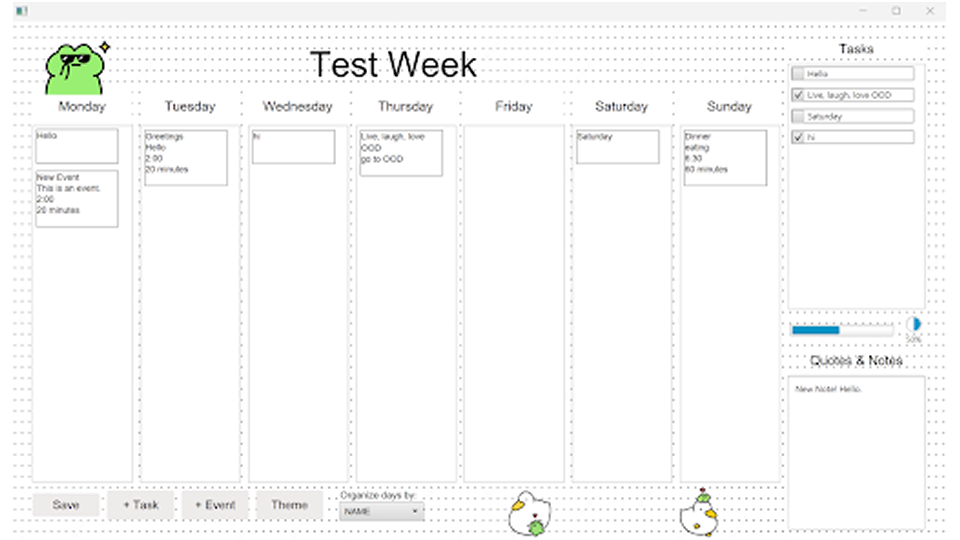 Test Week
Tasks
Monday
Tuesday
Wednesday
Thursday
Friday
Saturday
Sunday
Hello
New Event
This is an event.
2:00
20 minutes
Greetings
Hello
2:00
20 minutes
hi
Live, laugh, love
OOD
go to OOD
Saturday
Dinner
eating
6:30
60 minutes
Hello
Live, laugh, love OOD
Saturday
hi
50%
Quotes & Notes
New Note! Hello.
Save
+ Task
+ Event
Theme
Organize days by:
NAME